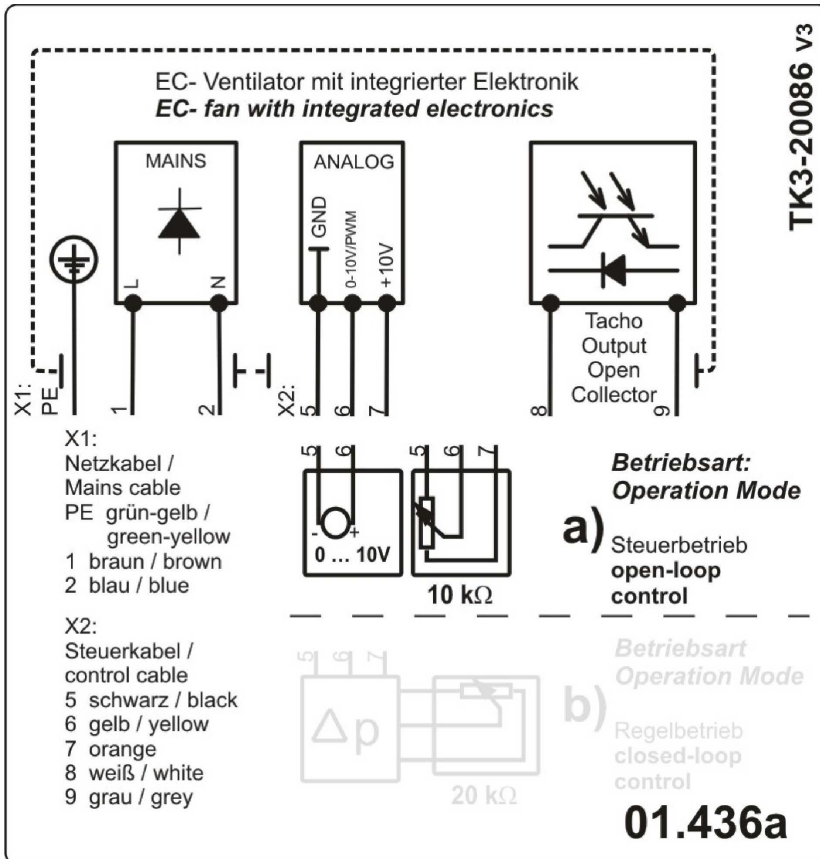 TK3-20086 V3
EC- Ventilator mit integrierter Elektronik
EC- fan with integrated electronics
MAINS
L
N
ANALOG
GND
0-10V/PWM
+10V
Tacho
Output
Open
Collector
X1:
PE
1
2
X2:
5
6
7
8
9
X1:
Netzkabel /
Mains cable
PE grün-gelb /
green-yellow
1 braun / brown
2 blau / blue
X2:
Steuerkabel /
control cable
5 schwarz / black
6 gelb / yellow
7 orange
8 weiß / white
9 grau / grey
5
6
- +
0 ... 10V
5
6
7
10 kΩ
a)
Betriebsart:
Operation Mode
Steuerbetrieb
open-loop
control
5
6
7
Δp
20 kΩ
b)
Betriebsart
Operation Mode
Regelbetrieb
closed-loop
control
01.436a